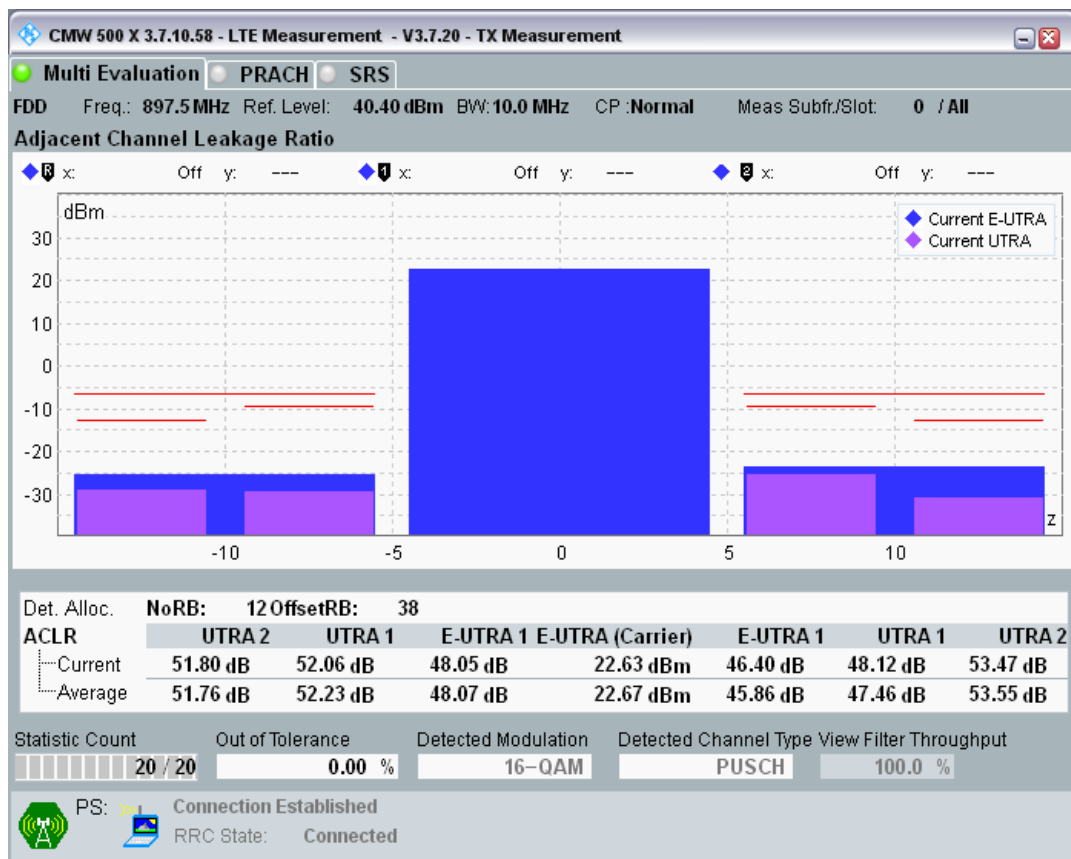 CMW 500 X 3.7.10.58 - LTE Measurement - V3.7.20 - TX Measurement
Multi Evaluation PRACH SRS
FDD Freq.: 897.5 MHz Ref. Level: 40.40 dBm BW: 10.0 MHz CP :Normal Meas Subfr./Slot: 0 / All
Adjacent Channel Leakage Ratio
R x: Off y: --- 1 x: Off y: --- 2 x: Off y: ---
dBm
Current E-UTRA
Current UTRA
30
20
10
0
-10
-20
-30
z
-10 -5 0 5 10
Det. Alloc. NoRB: 12 OffsetRB: 38
ACLR UTRA 2 UTRA 1 E-UTRA 1 E-UTRA (Carrier) E-UTRA 1 UTRA 1 UTRA 2
Current 51.80 dB 52.06 dB 48.05 dB 22.63 dBm 46.40 dB 48.12 dB 53.47 dB
Average 51.76 dB 52.23 dB 48.07 dB 22.67 dBm 45.86 dB 47.46 dB 53.55 dB
Statistic Count Out of Tolerance Detected Modulation Detected Channel Type View Filter Throughput
20 / 20 0.00 % 16-QAM PUSCH 100.0 %
PS: Connection Established
RRC State: Connected